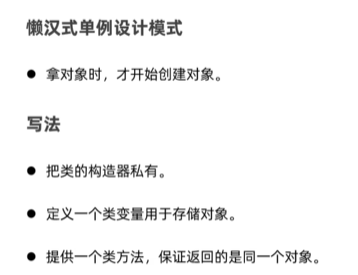 懒汉式单例设计模式
● 拿对象时，才开始创建对象。
写法
● 把类的构造器私有。
● 定义一个类变量用于存储对象。
● 提供一个类方法，保证返回的是同一个对象。